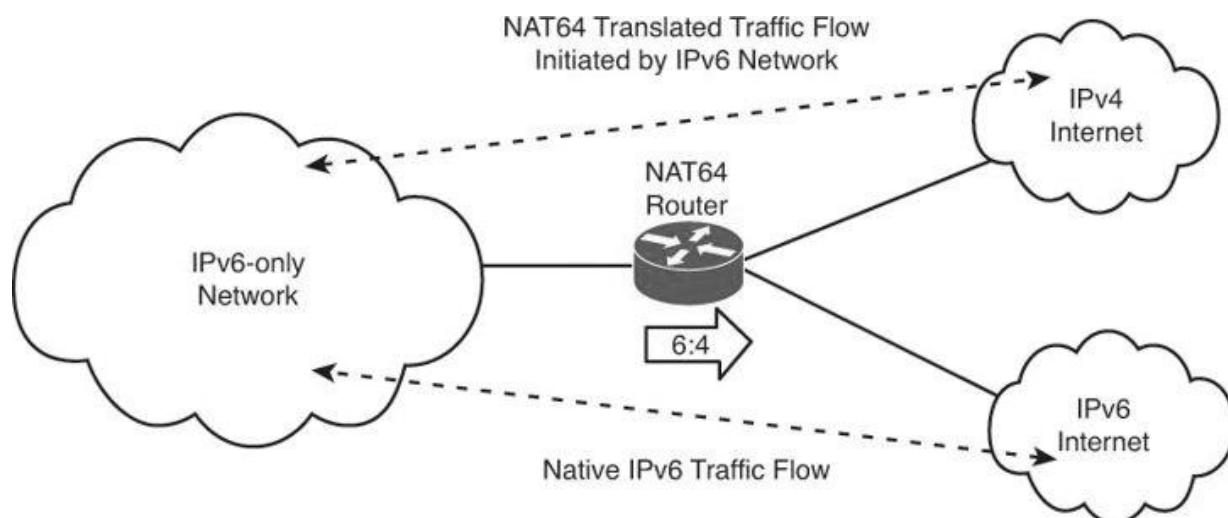 NAT64 Translated Traffic Flow
Initiated by IPv6 Network
IPv4
Internet
NAT64
Router
IPv6-only
Network
6:4
IPv6
Internet
Native IPv6 Traffic Flow